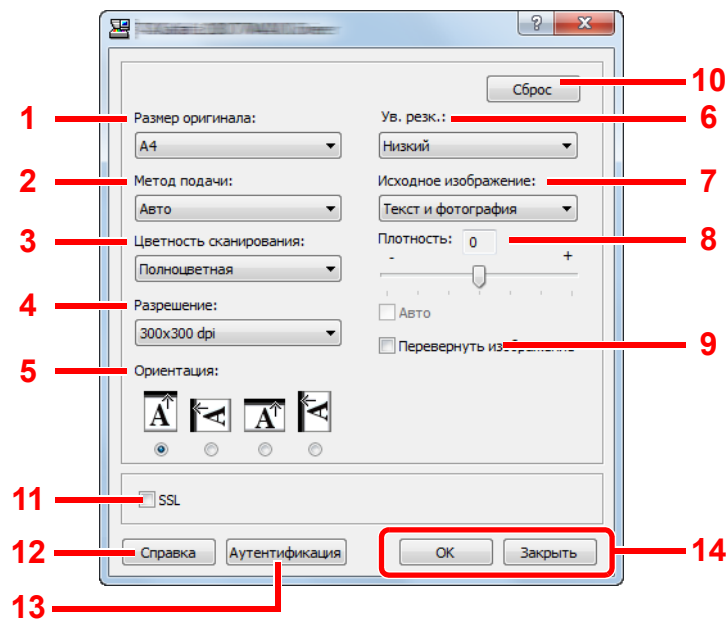 10
Сброс
1
Размер оригинала:
Ув. резк.:
6
A4
Низкий
2
Метод подачи:
Исходное изображение:
7
Авто
Текст и фотография
3
Цветность сканирования:
Плотность: 0
8
- +
Полноцветная
4
Разрешение:
Авто
300x300 dpi
Перевернуть изображение
9
5
Ориентация:
A A A A
11
SSL
12
Справка
Аутентификация
OK
Закрыть
14
13